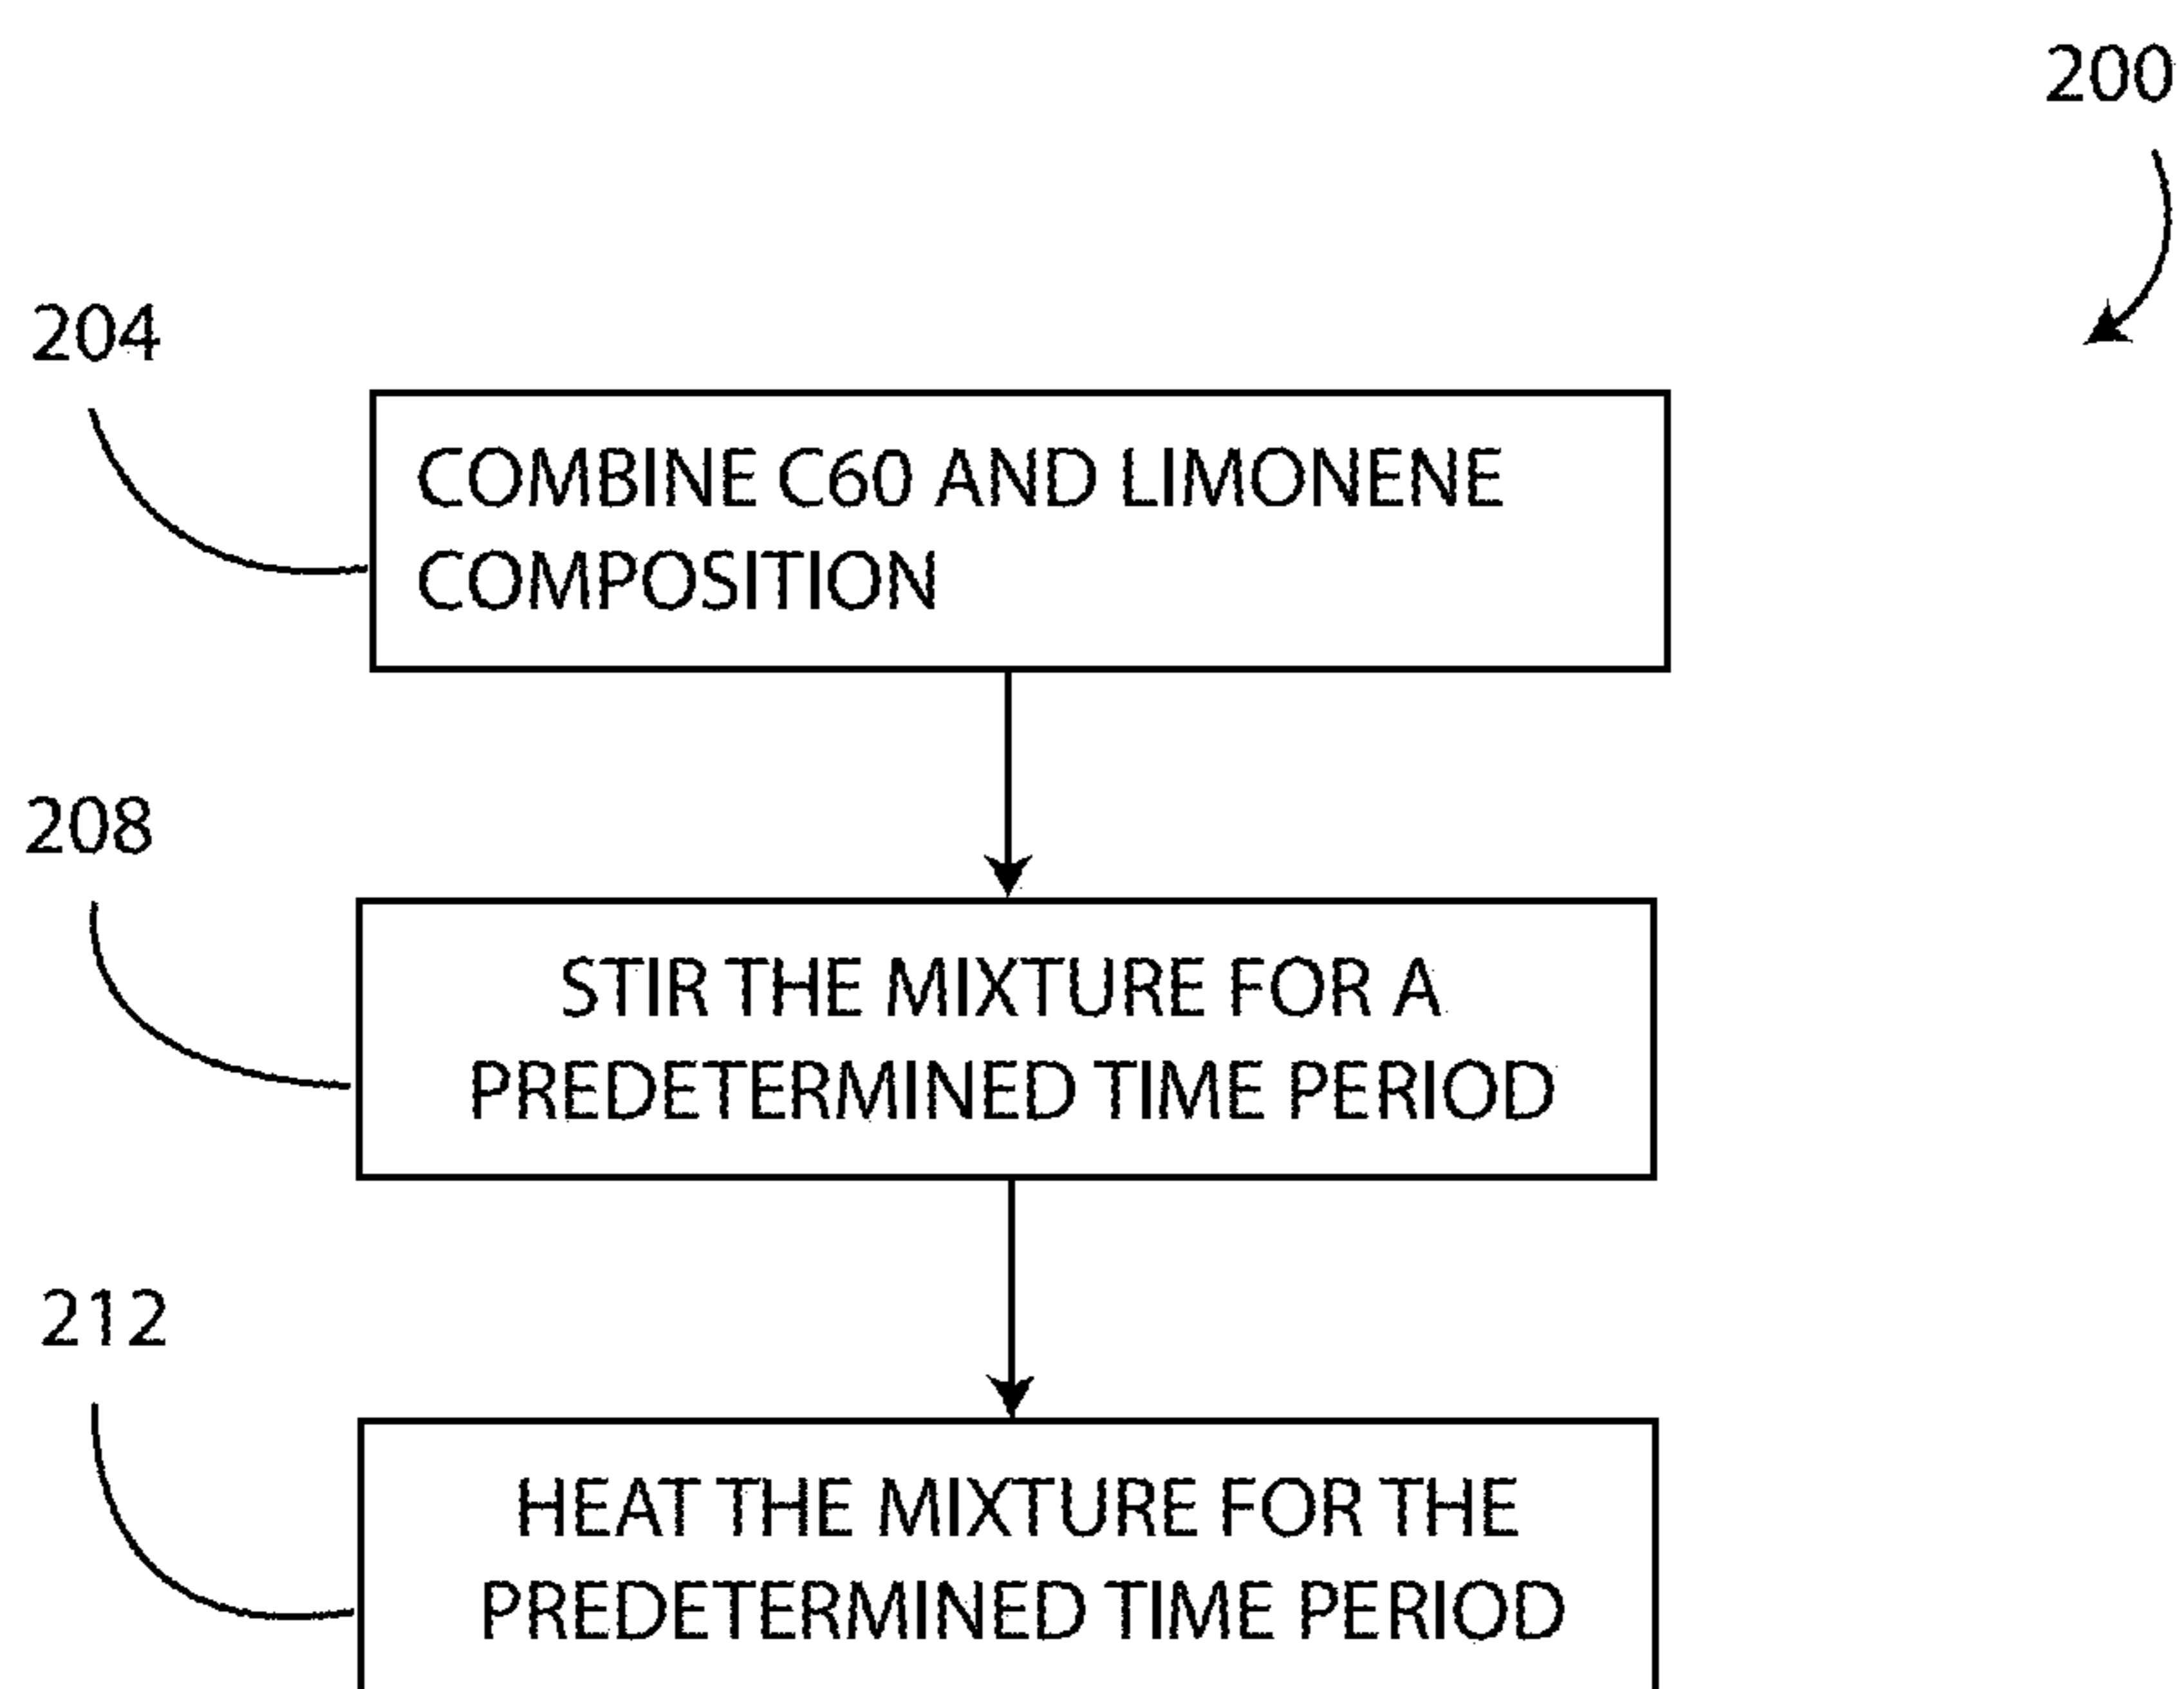 200
204
COMBINE C60 AND LIMONENE
COMPOSITION
208
STIR THE MIXTURE FOR A
PREDETERMINED TIME PERIOD
212
HEAT THE MIXTURE FOR THE
PREDETERMINED TIME PERIOD